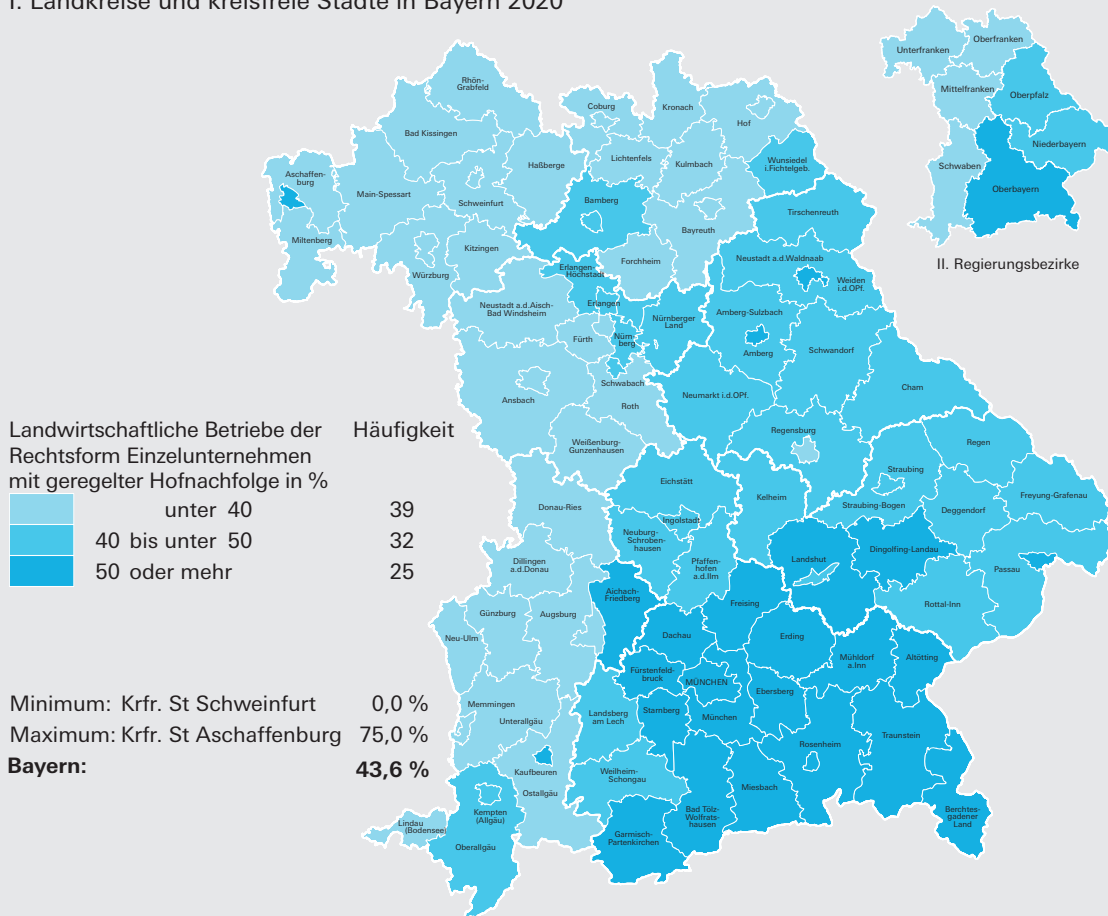 I. Landkreise und kreisfreie Städte in Bayern 2020
Unterfranken
Oberfranken
Mittelfranken
Oberpfalz
Niederbayern
Schwaben
Oberbayern
II. Regierungsbezirke
Rhön-
Grabfeld
Coburg
Kronach
Hof
Bad Kissingen
Lichtenfels
Kulmbach
Wunsiedel
i.Fichtelgeb.
Haßberge
Aschaffen-
burg
Main-Spessart
Schweinfurt
Bamberg
Tirschenreuth
Miltenberg
Bayreuth
Kitzingen
Würzburg
Forchheim
Neustadt a.d.Waldnaab
Erlangen-
Höchstadt
Weiden
i.d.OPf.
Neustadt a.d.Aisch-
Bad Windsheim
Erlangen
Nürnberger
Land
Amberg-Sulzbach
Fürth
Nürn-
berg
Amberg
Schwandorf
Schwabach
Ansbach
Roth
Neumarkt i.d.OPf.
Cham
Regensburg
Weißenburg-
Gunzenhausen
Regen
Straubing
Eichstätt
Kelheim
Freyung-Grafenau
Donau-Ries
Straubing-Bogen
Deggendorf
Ingolstadt
Neuburg-
Schroben-
hausen
Dingolfing-Landau
Landshut
Pfaffen-
hofen
a.d.Ilm
Passau
Dillingen
a.d.Donau
Aichach-
Friedberg
Freising
Rottal-Inn
Günzburg
Augsburg
Neu-Ulm
Dachau
Erding
Mühldorf
a.Inn
Altötting
Fürstenfeld-
bruck
MÜNCHEN
Ebersberg
Memmingen
Landsberg
am Lech
Starnberg
München
Unterallgäu
Traunstein
Rosenheim
Kaufbeuren
Weilheim-
Schongau
Miesbach
Ostallgäu
Bad Tölz-
Wolfrats-
hausen
Kempten
(Allgäu)
Berchtes-
gadener
Land
Lindau
(Bodensee)
Garmisch-
Partenkirchen
Oberallgäu
Landwirtschaftliche Betriebe der Häufigkeit
Rechtsform Einzelunternehmen
mit geregelter Hofnachfolge in %
unter 40 39
40 bis unter 50 32
50 oder mehr 25
Minimum: Krfr. St Schweinfurt 0,0 %
Maximum: Krfr. St Aschaffenburg 75,0 %
Bayern: 43,6 %